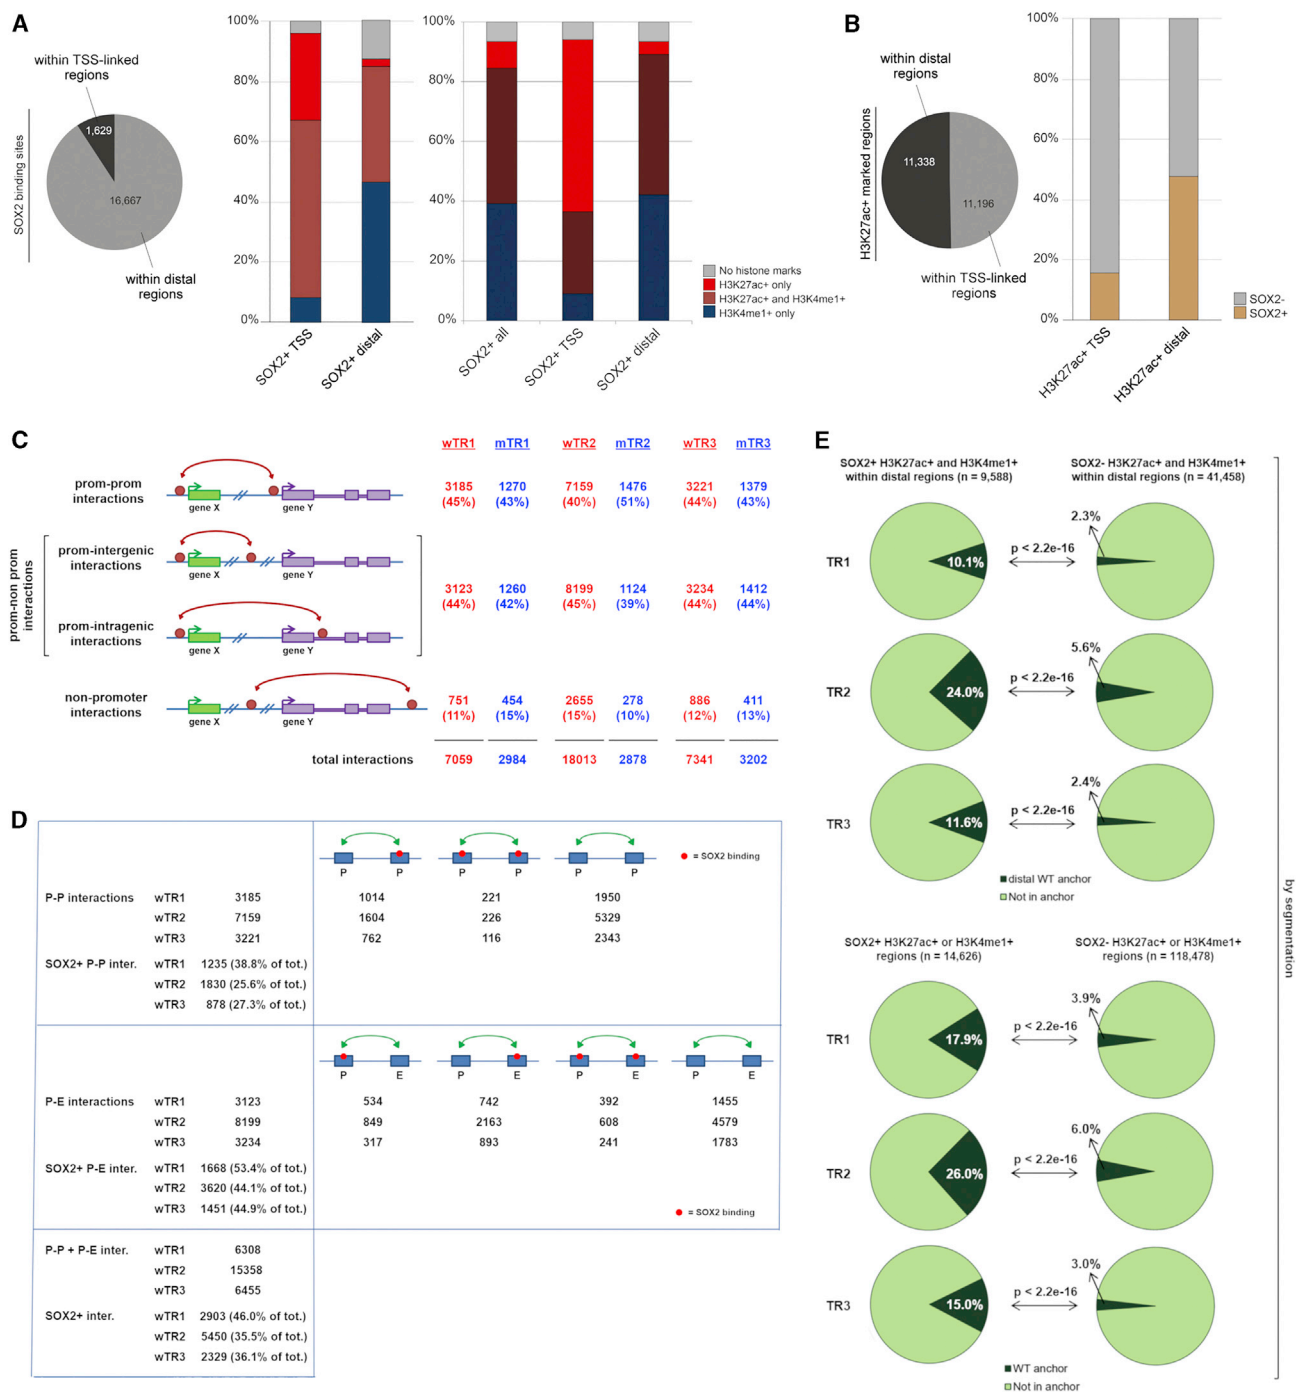 A
within TSS-linked
regions
SOX2 binding sites
1,629
16,667
within distal
regions
100%
80%
60%
40%
20%
0%
SOX2+ TSS
SOX2+ distal
100%
80%
60%
40%
20%
0%
SOX2+ all
SOX2+ TSS
SOX2+ distal
No histone marks
H3K27ac+ only
H3K27ac+ and H3K4me1+
H3K4me1+ only
B
within distal
regions
H3K27ac+ marked regions
11,338
11,196
within TSS-linked
regions
100%
80%
60%
40%
20%
0%
H3K27ac+ TSS
H3K27ac+ distal
SOX2-
SOX2+
C
wTR1 mTR1 wTR2 mTR2 wTR3 mTR3
prom-prom
interactions
gene X gene Y
3185 1270 7159 1476 3221 1379
(45%) (43%) (40%) (51%) (44%) (43%)
prom-non prom
interactions
prom-intergenic
interactions
gene X gene Y
3123 1260 8199 1124 3234 1412
(44%) (42%) (45%) (39%) (44%) (44%)
prom-intragenic
interactions
gene X gene Y
non-promoter
interactions
gene X gene Y
751 454 2655 278 886 411
(11%) (15%) (15%) (10%) (12%) (13%)
total interactions 7059 2984 18013 2878 7341 3202
D
P P P P P P
= SOX2 binding
P-P interactions wTR1 3185 1014 221 1950
wTR2 7159 1604 226 5329
wTR3 3221 762 116 2343
SOX2+ P-P inter. wTR1 1235 (38.8% of tot.)
wTR2 1830 (25.6% of tot.)
wTR3 878 (27.3% of tot.)
P E P E P E P E
P-E interactions wTR1 3123 534 742 392 1455
wTR2 8199 849 2163 608 4579
wTR3 3234 317 893 241 1783
SOX2+ P-E inter. wTR1 1668 (53.4% of tot.)
wTR2 3620 (44.1% of tot.)
wTR3 1451 (44.9% of tot.)
= SOX2 binding
P-P + P-E inter. wTR1 6308
wTR2 15358
wTR3 6455
SOX2+ inter. wTR1 2903 (46.0% of tot.)
wTR2 5450 (35.5% of tot.)
wTR3 2329 (36.1% of tot.)
E
SOX2+ H3K27ac+ and H3K4me1+
within distal regions (n = 9,588)
SOX2- H3K27ac+ and H3K4me1+
within distal regions (n = 41,458)
TR1 10.1% p < 2.2e-16 2.3%
TR2 24.0% p < 2.2e-16 5.6%
TR3 11.6% p < 2.2e-16 2.4%
distal WT anchor
Not in anchor
SOX2+ H3K27ac+ or H3K4me1+
regions (n = 14,626)
SOX2- H3K27ac+ or H3K4me1+
regions (n = 118,478)
TR1 17.9% p < 2.2e-16 3.9%
TR2 26.0% p < 2.2e-16 6.0%
TR3 15.0% p < 2.2e-16 3.0%
WT anchor
Not in anchor
by segmentation